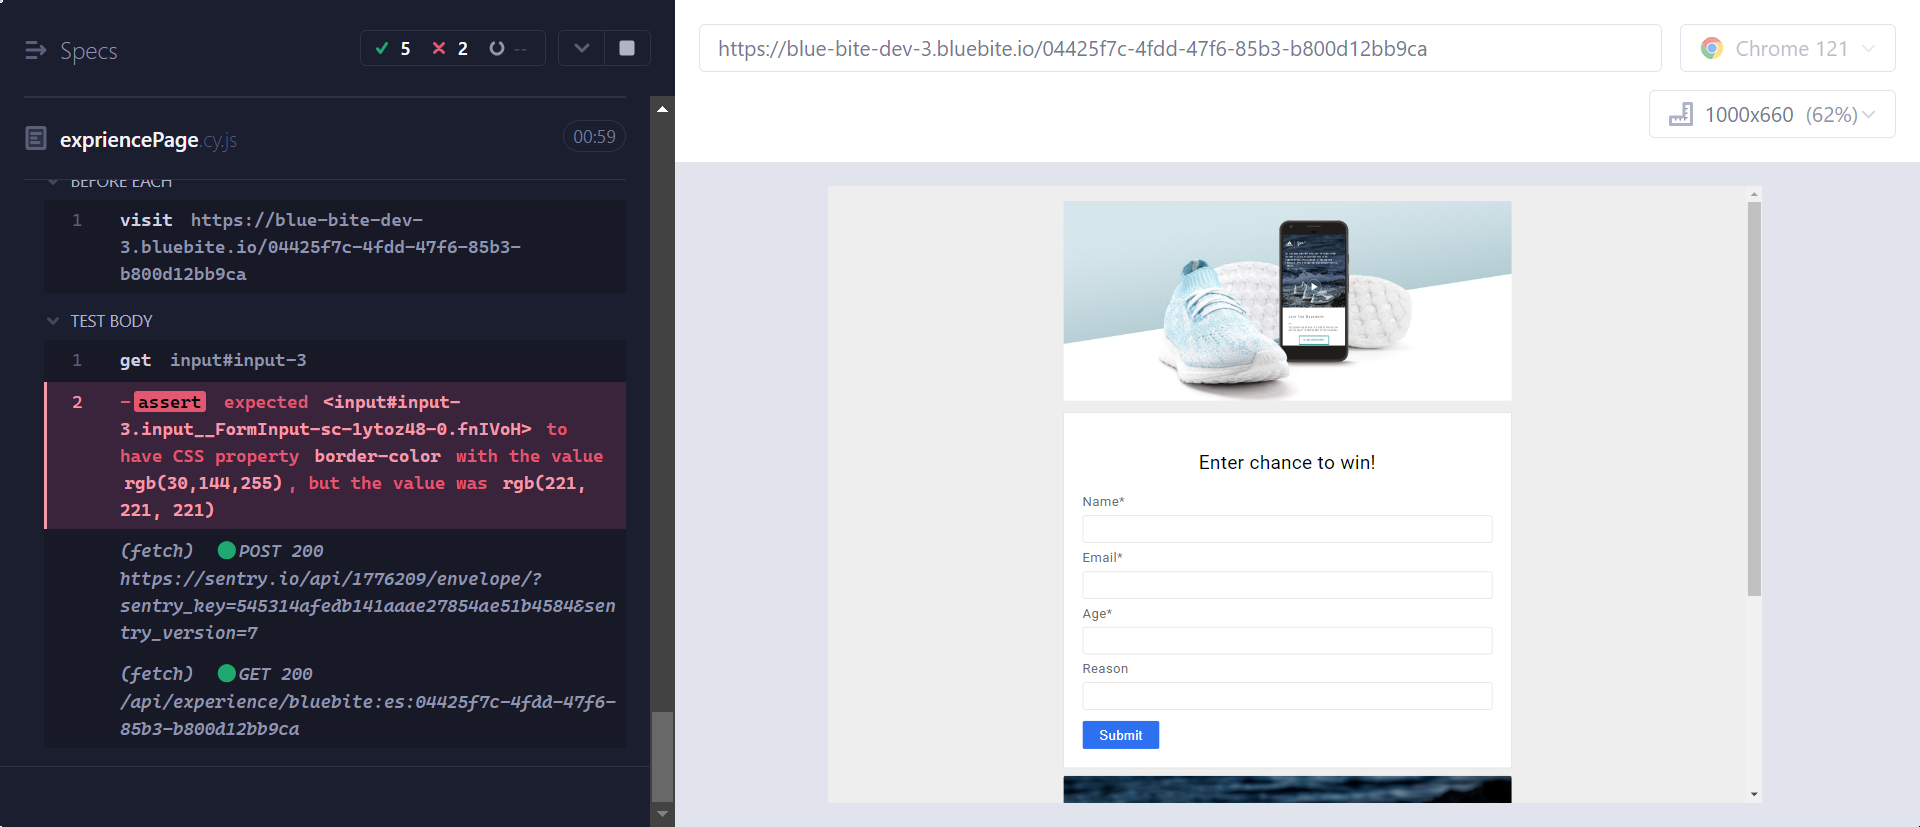 Specs
5 2 --
expriencePage.cy.js
00:59
BEFORE EACH
1 visit https://blue-bite-dev-
3.bluebite.io/04425f7c-4fdd-47f6-85b3-
b800d12bb9ca
TEST BODY
1 get input#input-3
2 -assert expected <input#input-
3.input__FormInput-sc-1ytoz48-0.fnIVoH> to
have CSS property border-color with the value
rgb(30,144,255), but the value was rgb(221,
221, 221)
(fetch) POST 200
https://sentry.io/api/1776209/envelope/?
sentry_key=545314afedb141aaae27854ae51b4584&sen
try_version=7
(fetch) GET 200
/api/experience/bluebite:es:04425f7c-4fdd-47f6-
85b3-b800d12bb9ca
https://blue-bite-dev-3.bluebite.io/04425f7c-4fdd-47f6-85b3-b800d12bb9ca
Chrome 121
1000x660 (62%)
Join The Movement
Enter chance to win!
Name*
Email*
Age*
Reason
Submit